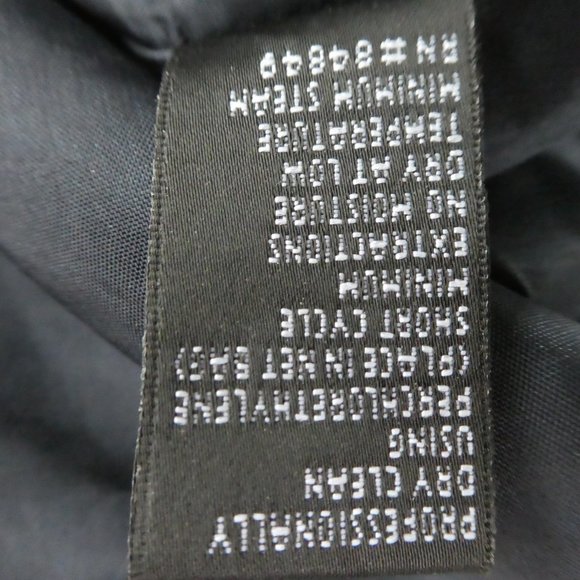 PROFESSIONALLY
DRY CLEAN
USING
PERCHLORETHYLENE
(PLACE IN NET BAG)
SHORT CYCLE
MINIMUM
EXTRACTIONS
NO MOISTURE
DRY AT LOW
TEMPERATURE
MINIMUM STEAM
RN #84649